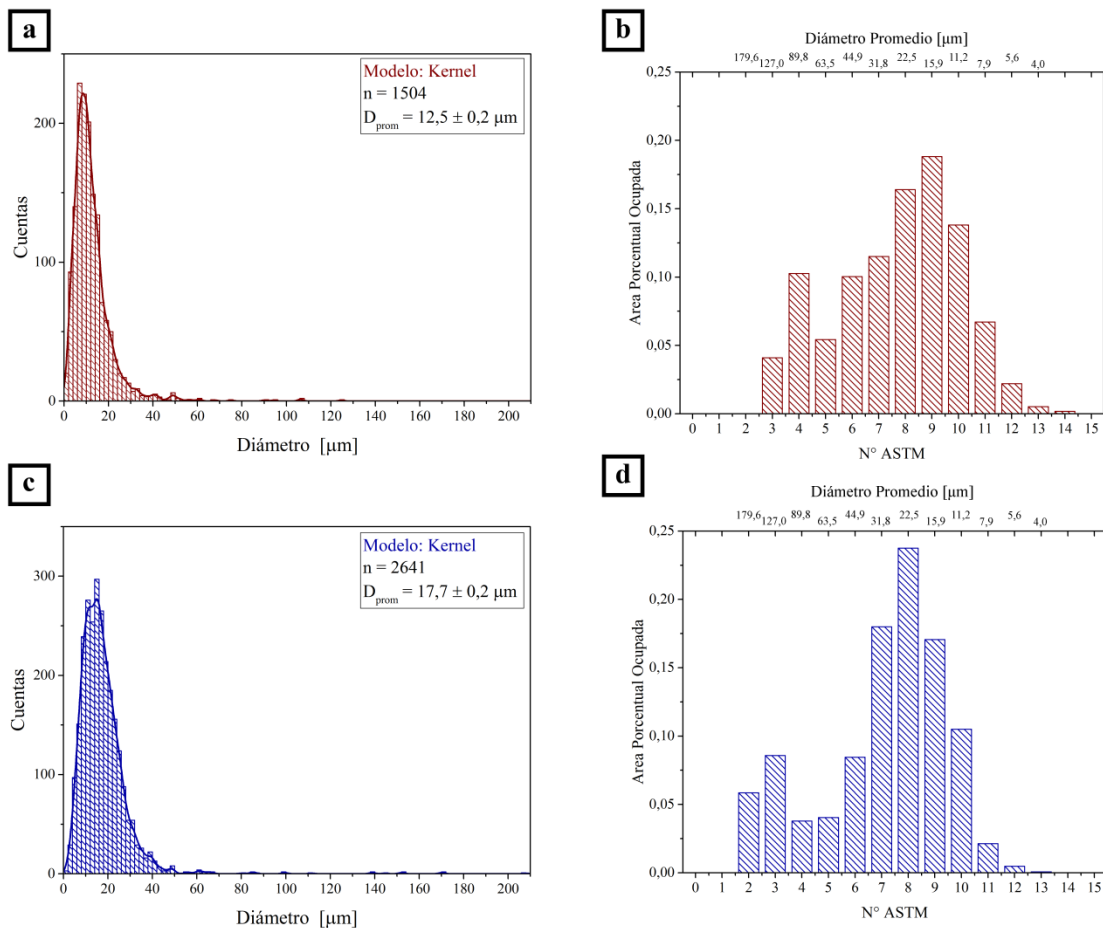 a
200
100
0
Cuentas
Modelo: Kernel
n = 1504
D_prom = 12,5 ± 0,2 μm
0 20 40 60 80 100 120 140 160 180 200
Diámetro [μm]
b
Diámetro Promedio [μm]
179,6 127,0 89,8 63,5 44,9 31,8 22,5 15,9 11,2 7,9 5,6 4,0
0,25
0,20
0,15
0,10
0,05
0,00
Area Porcentual Ocupada
0 1 2 3 4 5 6 7 8 9 10 11 12 13 14 15
N° ASTM
c
300
200
100
0
Cuentas
Modelo: Kernel
n = 2641
D_prom = 17,7 ± 0,2 μm
0 20 40 60 80 100 120 140 160 180 200
Diámetro [μm]
d
Diámetro Promedio [μm]
179,6 127,0 89,8 63,5 44,9 31,8 22,5 15,9 11,2 7,9 5,6 4,0
0,25
0,20
0,15
0,10
0,05
0,00
Area Porcentual Ocupada
0 1 2 3 4 5 6 7 8 9 10 11 12 13 14 15
N° ASTM